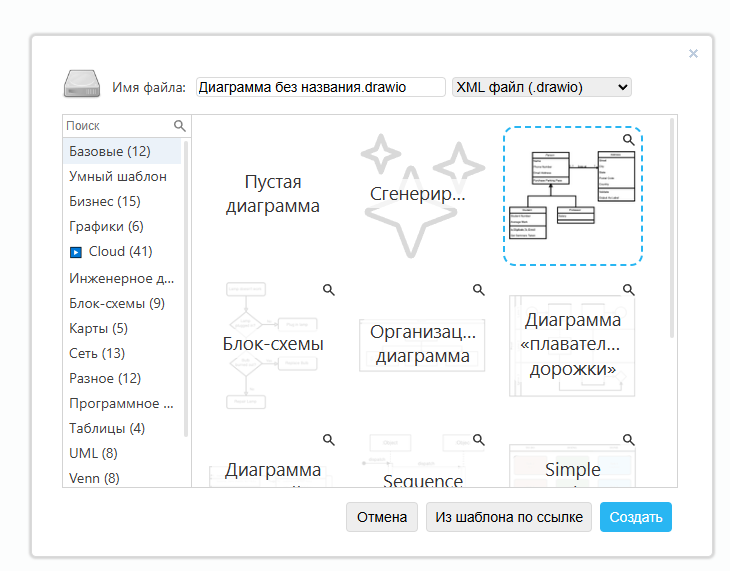 Имя файла:
Диаграмма без названия.drawio
XML файл (.drawio)
Поиск
Базовые (12)
Умный шаблон
Бизнес (15)
Графики (6)
Cloud (41)
Инженерное д...
Блок-схемы (9)
Карты (5)
Сеть (13)
Разное (12)
Программное ...
Таблицы (4)
UML (8)
Venn (8)
Пустая
диаграмма
Сгенерир...
Блок-схемы
Организац...
диаграмма
Диаграмма
«плавател...
дорожки»
Диаграмма
Sequence
Simple
Отмена
Из шаблона по ссылке
Создать